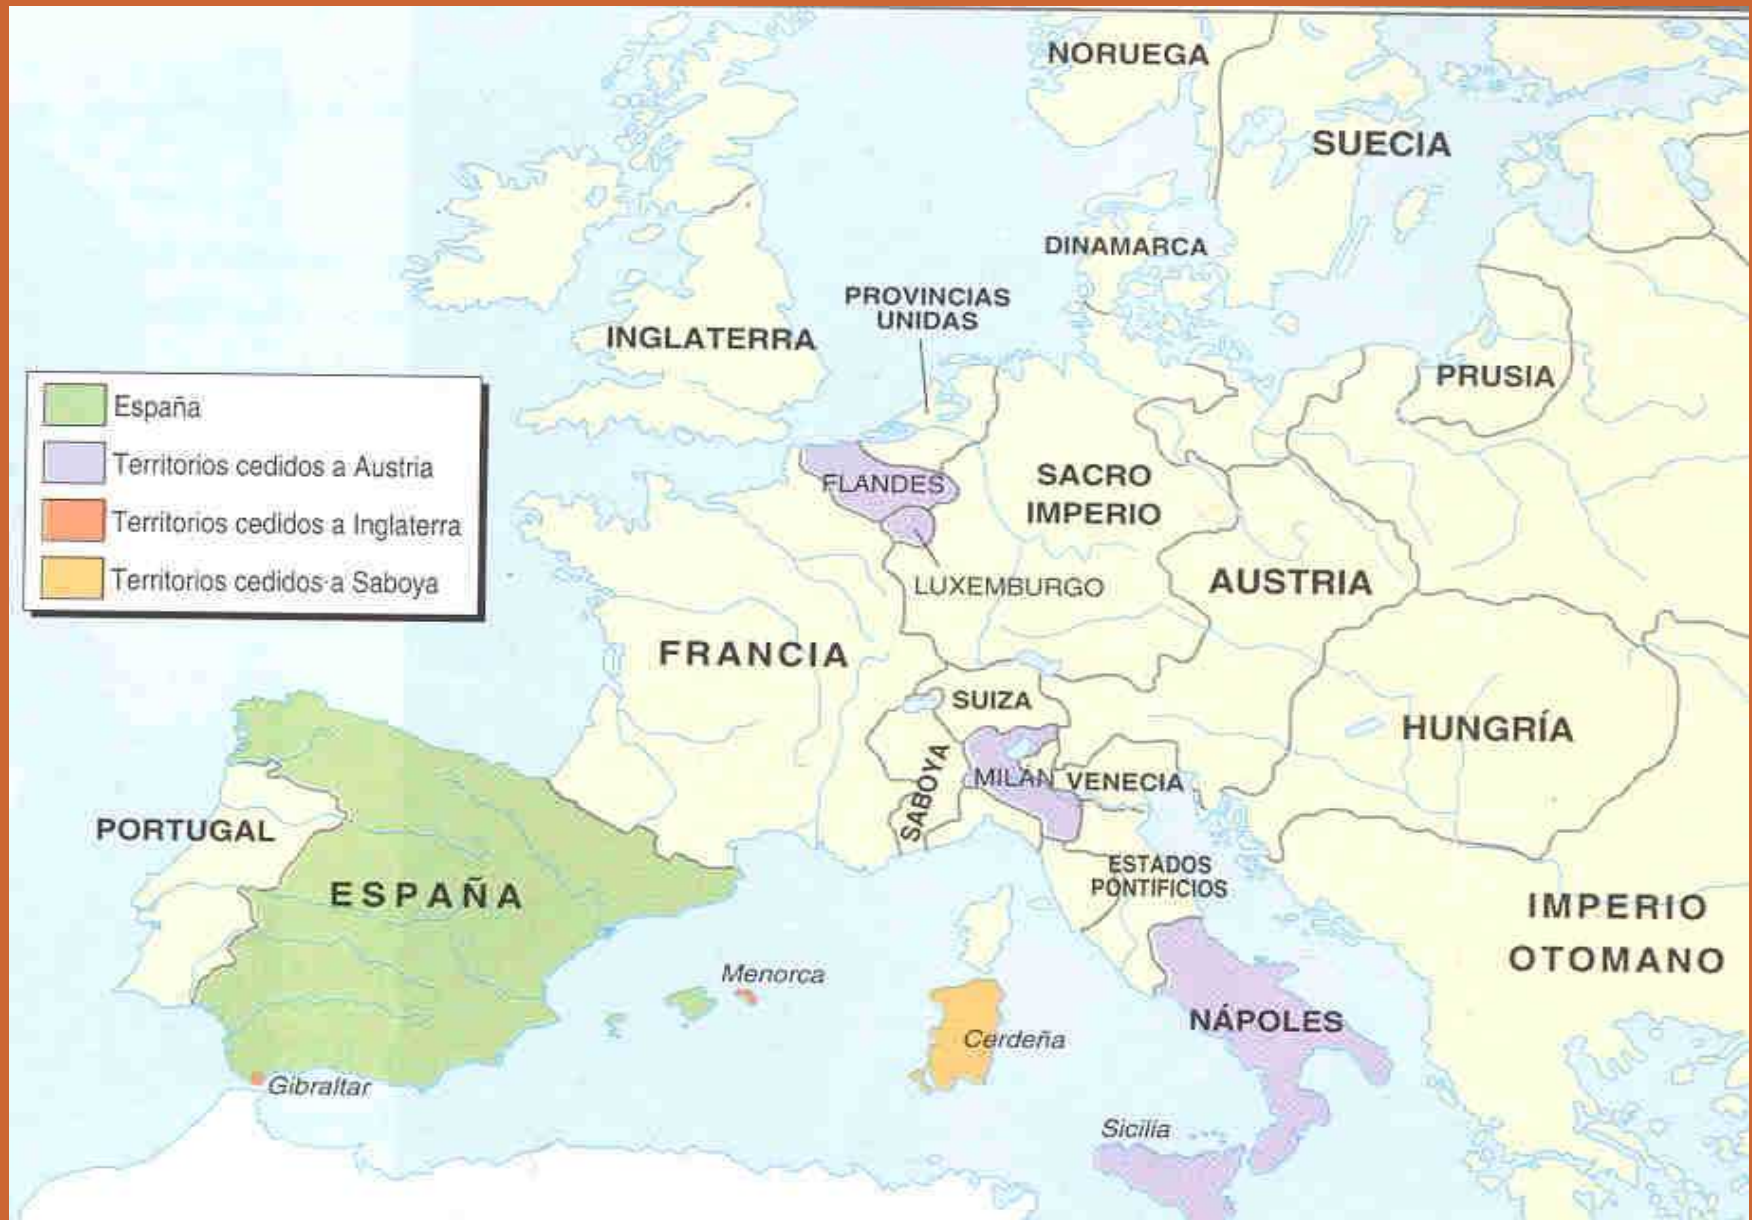 NORUEGA
SUECIA
DINAMARCA
PROVINCIAS
UNIDAS
INGLATERRA
PRUSIA
España
Territorios cedidos a Austria
Territorios cedidos a Inglaterra
Territorios cedidos a Saboya
FLANDES
SACRO
IMPERIO
LUXEMBURGO
AUSTRIA
FRANCIA
SUIZA
HUNGRÍA
MILÁN
VENECIA
SABOYA
PORTUGAL
ESPAÑA
ESTADOS
PONTIFICIOS
IMPERIO
OTOMANO
Menorca
NÁPOLES
Cerdeña
Gibraltar
Sicilia